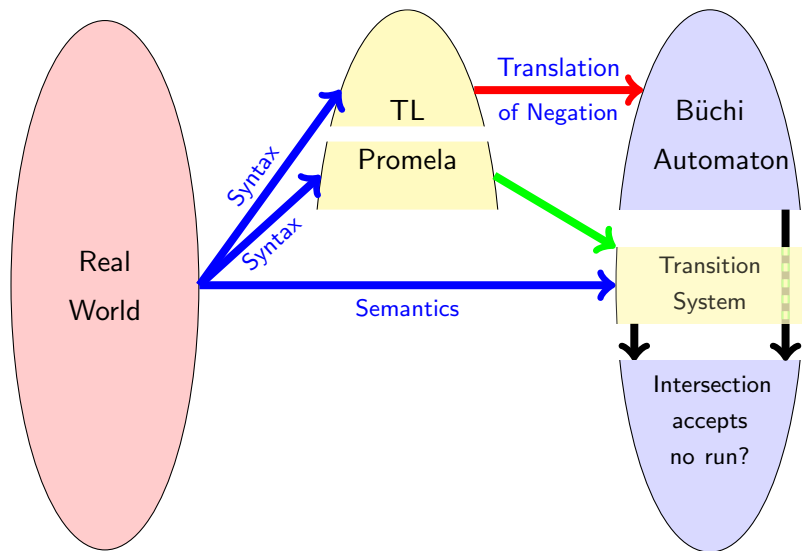 Real
World
Syntax
Syntax
Semantics
TL
Promela
Translation
of Negation
Büchi
Automaton
Transition
System
Intersection
accepts
no run?